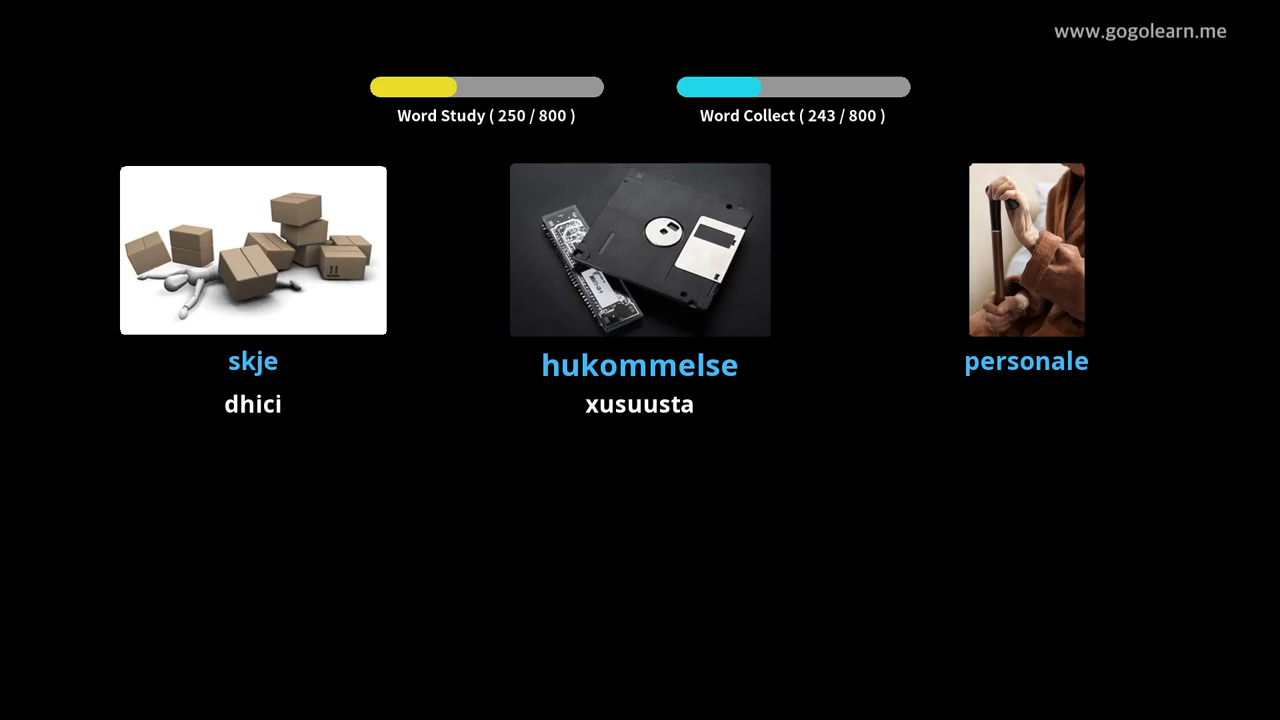 www.gogolearn.me
Word Study ( 250 / 800 )
Word Collect ( 243 / 800 )
skje
hukommelse
personale
dhici
xusuusta